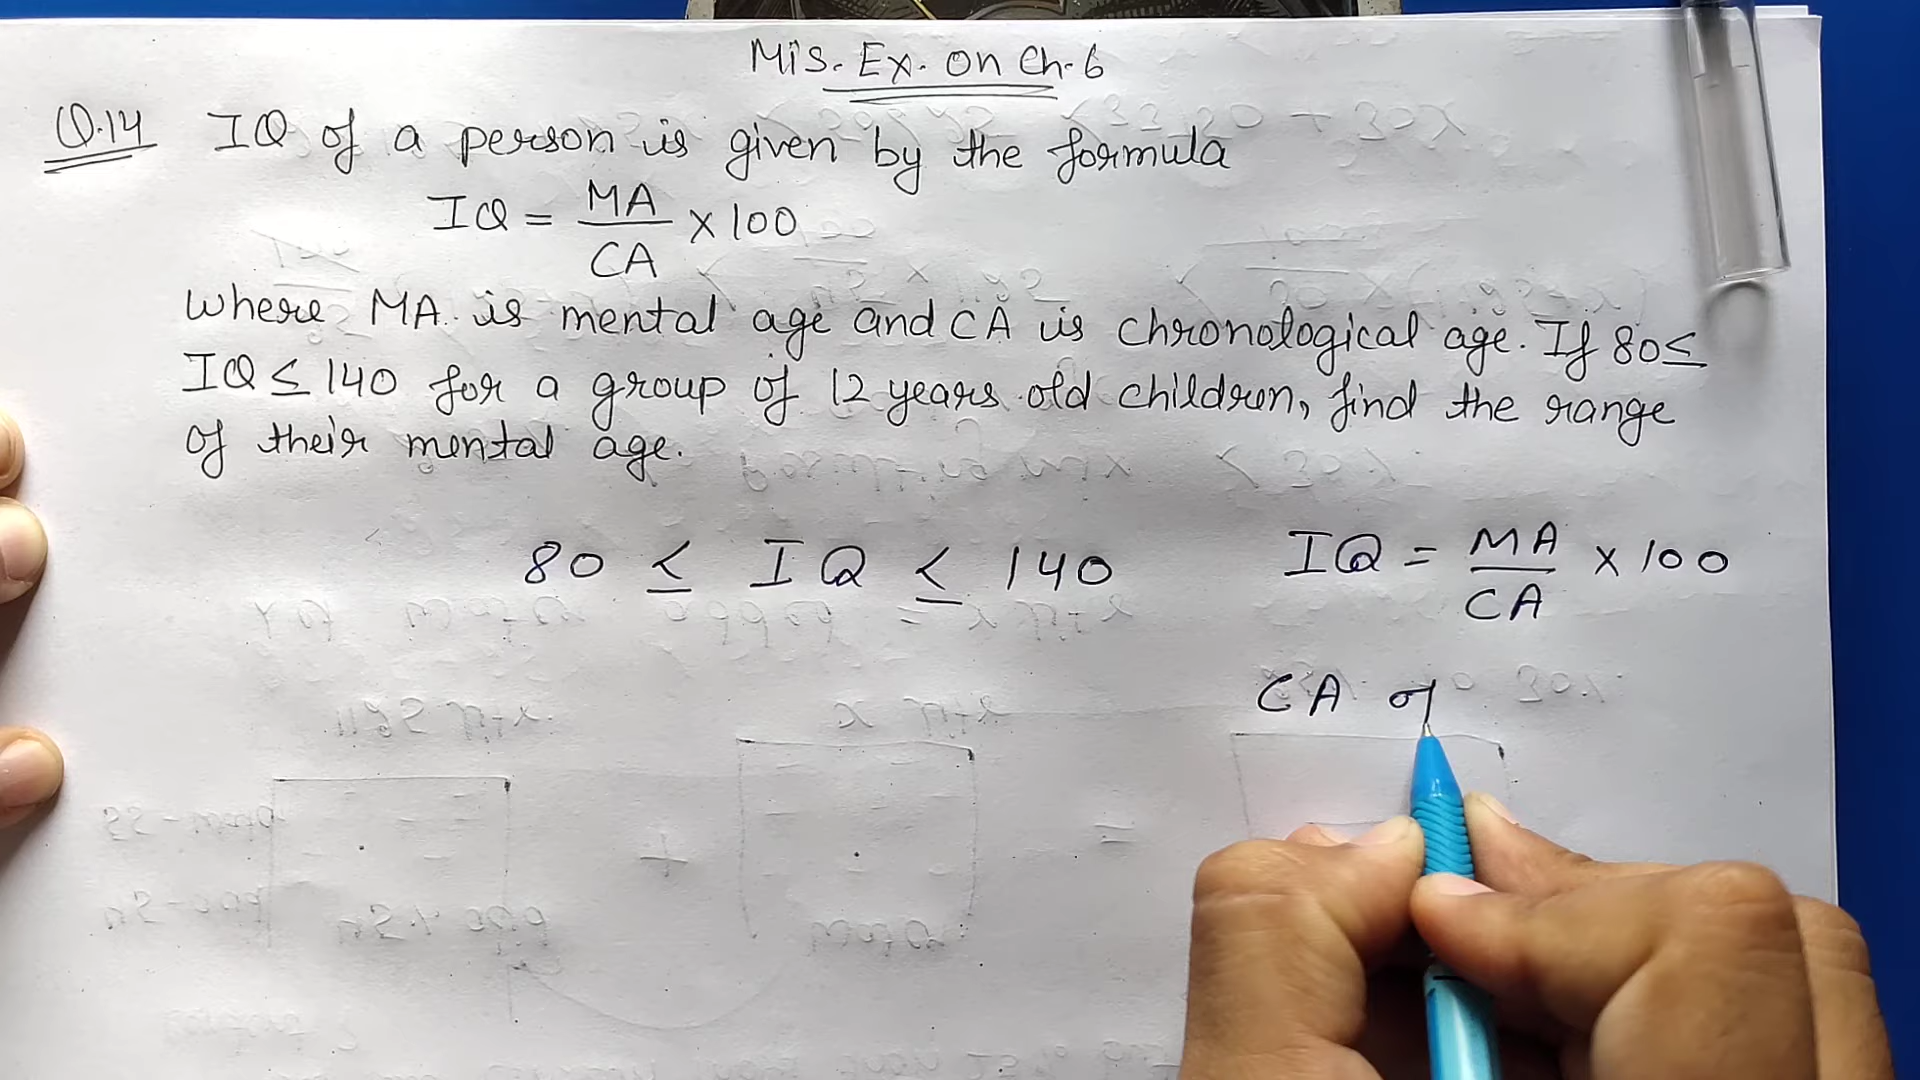 Mis. Ex. on Ch-6
Q.14 IQ of a person is given by the formula
IQ = MA/CA × 100
where MA is mental age and CA is chronological age. If 80≤
IQ ≤ 140 for a group of 12 years old children, find the range
of their mental age.
80 ≤ IQ ≤ 140
IQ = MA/CA × 100
CA of